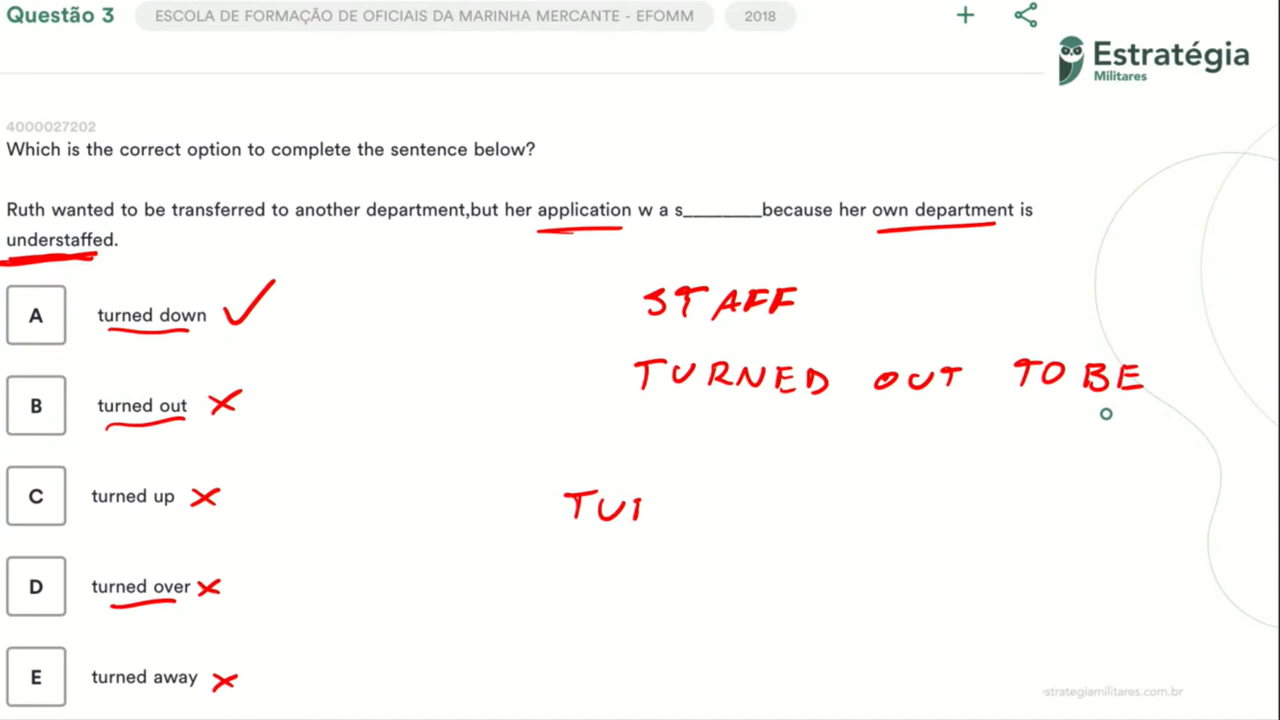 Questão 3 ESCOLA DE FORMAÇÃO DE OFICIAIS DA MARINHA MERCANTE - EFOMM 2018
Estratégia
Militares
4000027202
Which is the correct option to complete the sentence below?
Ruth wanted to be transferred to another department,but her application w a s________because her own department is
understaffed.
A turned down
STAFF
TURNED OUT TO BE
B turned out
C turned up
TUR
D turned over
E turned away
strategiamilitares.com.br